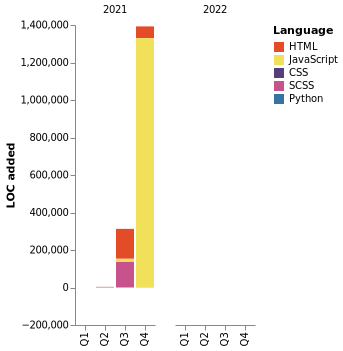 2021
2022
1,400,000
1,200,000
1,000,000
800,000
600,000
400,000
200,000
0
−200,000
LOC added
Q1
Q2
Q3
Q4
Q1
Q2
Q3
Q4
Language
HTML
JavaScript
CSS
SCSS
Python